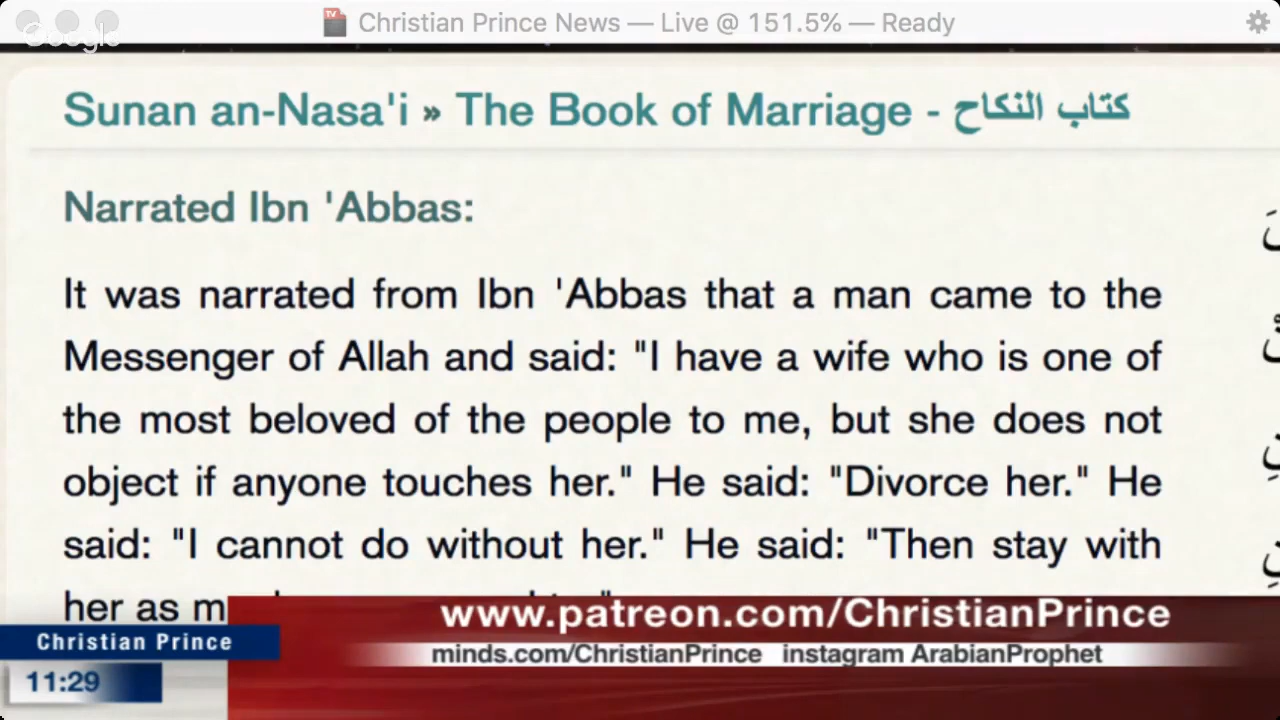 Christian Prince News — Live @ 151.5% — Ready
Google
Sunan an-Nasa'i » The Book of Marriage - كتاب النكاح
Narrated Ibn 'Abbas:
It was narrated from Ibn 'Abbas that a man came to the
Messenger of Allah and said: "I have a wife who is one of
the most beloved of the people to me, but she does not
object if anyone touches her." He said: "Divorce her." He
said: "I cannot do without her." He said: "Then stay with
her as
www.patreon.com/ChristianPrince
Christian Prince
minds.com/ChristianPrince instagram ArabianProphet
11:29